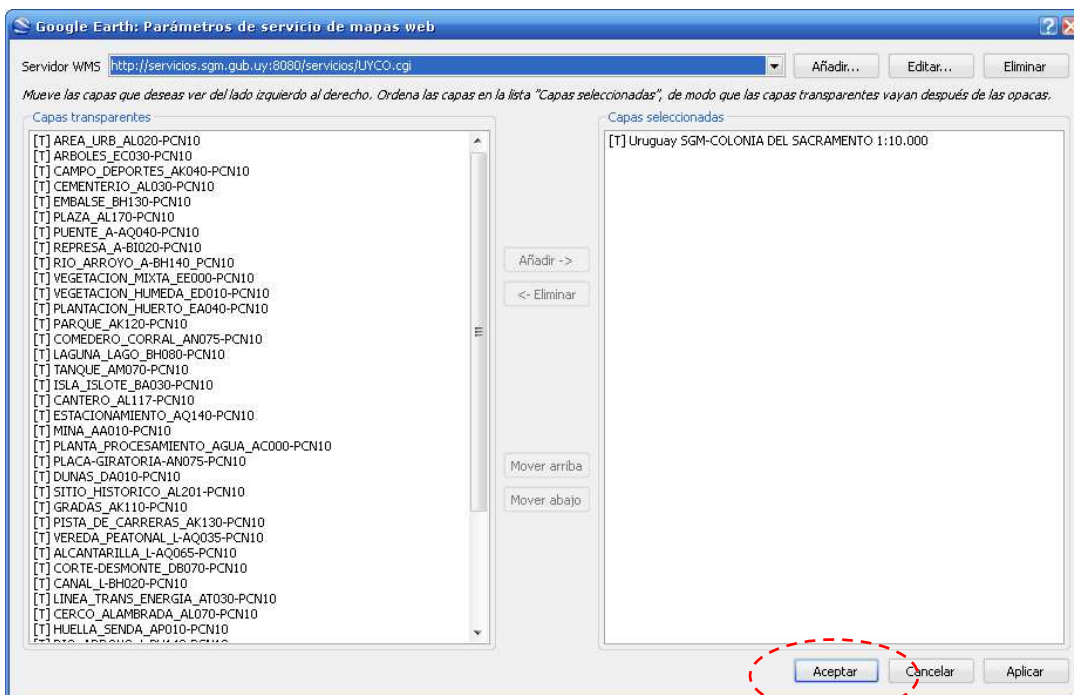 Google Earth: Parámetros de servicio de mapas web
Servidor WMS http://servicios.sgm.gub.uy:8080/servicios/UYCO.cgi Añadir... Editar... Eliminar
Mueve las capas que deseas ver del lado izquierdo al derecho. Ordena las capas en la lista "Capas seleccionadas", de modo que las capas transparentes vayan después de las opacas.
Capas transparentes
[T] AREA_URB_AL020-PCN10
[T] ARBOLES_EC030-PCN10
[T] CAMPO_DEPORTES_AK040-PCN10
[T] CEMENTERIO_AL030-PCN10
[T] EMBALSE_BH130-PCN10
[T] PLAZA_AL170-PCN10
[T] PUENTE_A-AQ040-PCN10
[T] REPRESA_A-BI020-PCN10
[T] RIO_ARROYO_A-BH140_PCN10
[T] VEGETACION_MIXTA_EE000-PCN10
[T] VEGETACION_HUMEDA_ED010-PCN10
[T] PLANTACION_HUERTO_EA040-PCN10
[T] PARQUE_AK120-PCN10
[T] COMEDERO_CORRAL_AN075-PCN10
[T] LAGUNA_LAGO_BH080-PCN10
[T] TANQUE_AM070-PCN10
[T] ISLA_ISLOTE_BA030-PCN10
[T] CANTERO_AL117-PCN10
[T] ESTACIONAMIENTO_AQ140-PCN10
[T] MINA_AA010-PCN10
[T] PLANTA_PROCESAMIENTO_AGUA_AC000-PCN10
[T] PLACA-GIRATORIA-AN075-PCN10
[T] DUNAS_DA010-PCN10
[T] SITIO_HISTORICO_AL201-PCN10
[T] GRADAS_AK110-PCN10
[T] PISTA_DE_CARRERAS_AK130-PCN10
[T] VEREDA_PEATONAL_L-AQ035-PCN10
[T] ALCANTARILLA_L-AQ065-PCN10
[T] CORTE-DESMONTE_DB070-PCN10
[T] CANAL_L-BH020-PCN10
[T] LINEA_TRANS_ENERGIA_AT030-PCN10
[T] CERCO_ALAMBRADA_AL070-PCN10
[T] HUELLA_SENDA_AP010-PCN10
Añadir ->
<- Eliminar
Mover arriba
Mover abajo
Capas seleccionadas
[T] Uruguay SGM-COLONIA DEL SACRAMENTO 1:10.000
Aceptar Cancelar Aplicar